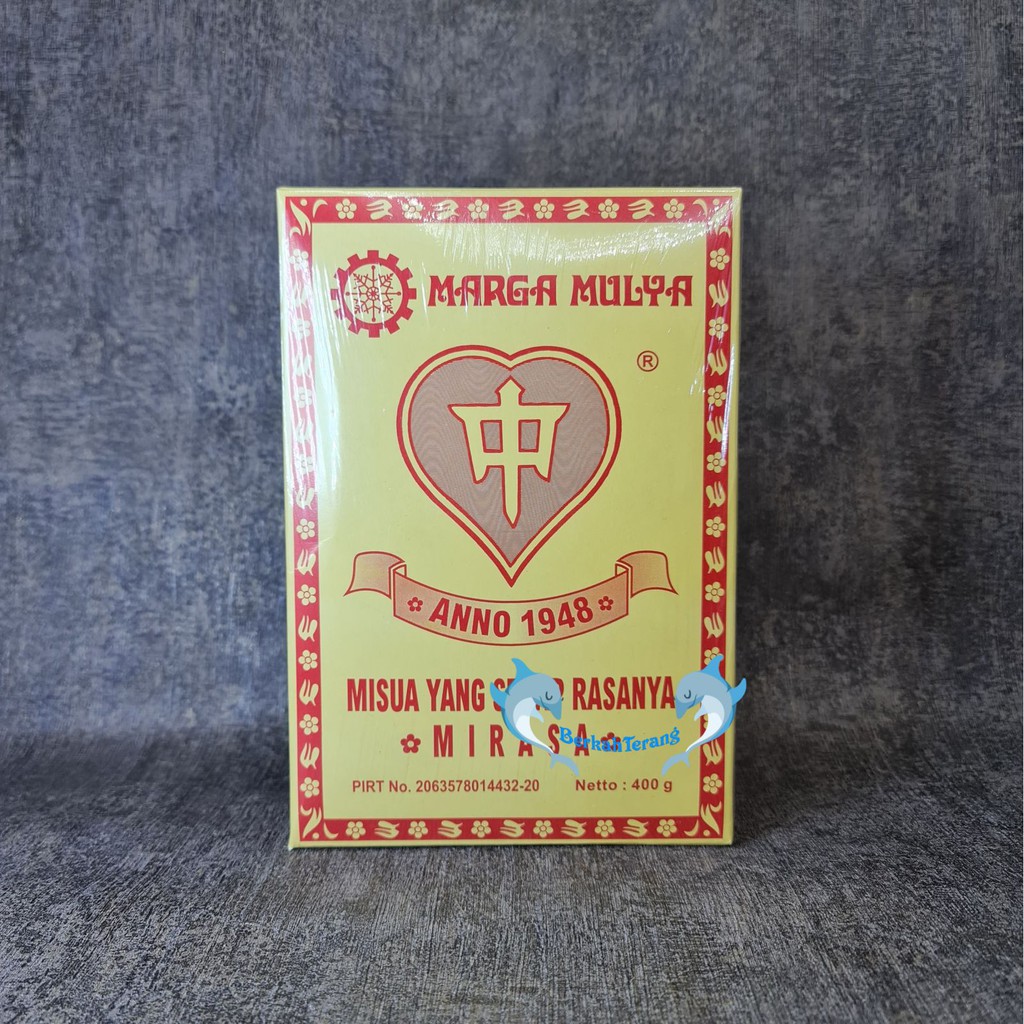 MARGA MULYA
®
中
ANNO 1948
MISUA YANG RASANYA
MIRASA
BerkahTerang
PIRT No. 2063578014432-20 Netto : 400 g